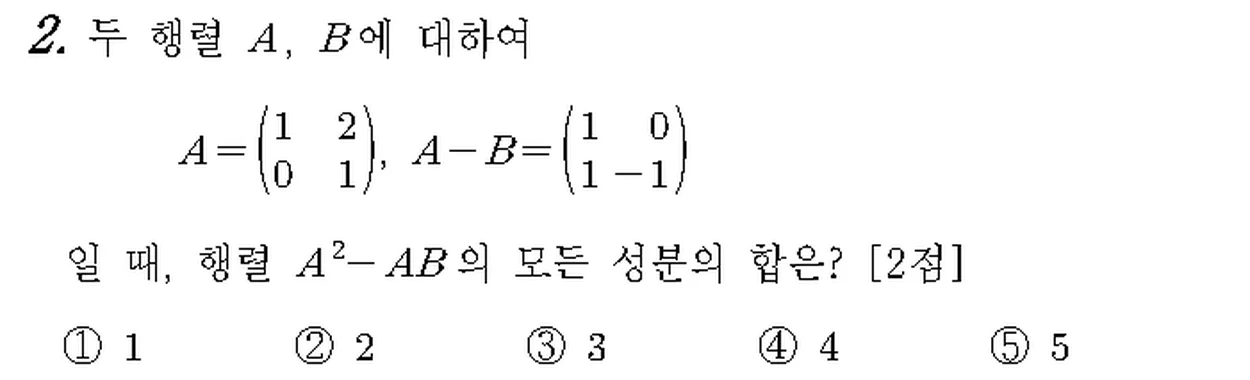 2. 두 행렬 A, B에 대하여
A=(1 2
0 1), A-B=(1 0
1 -1)
일 때, 행렬 A²-AB의 모든 성분의 합은? [2점]
① 1 ② 2 ③ 3 ④ 4 ⑤ 5